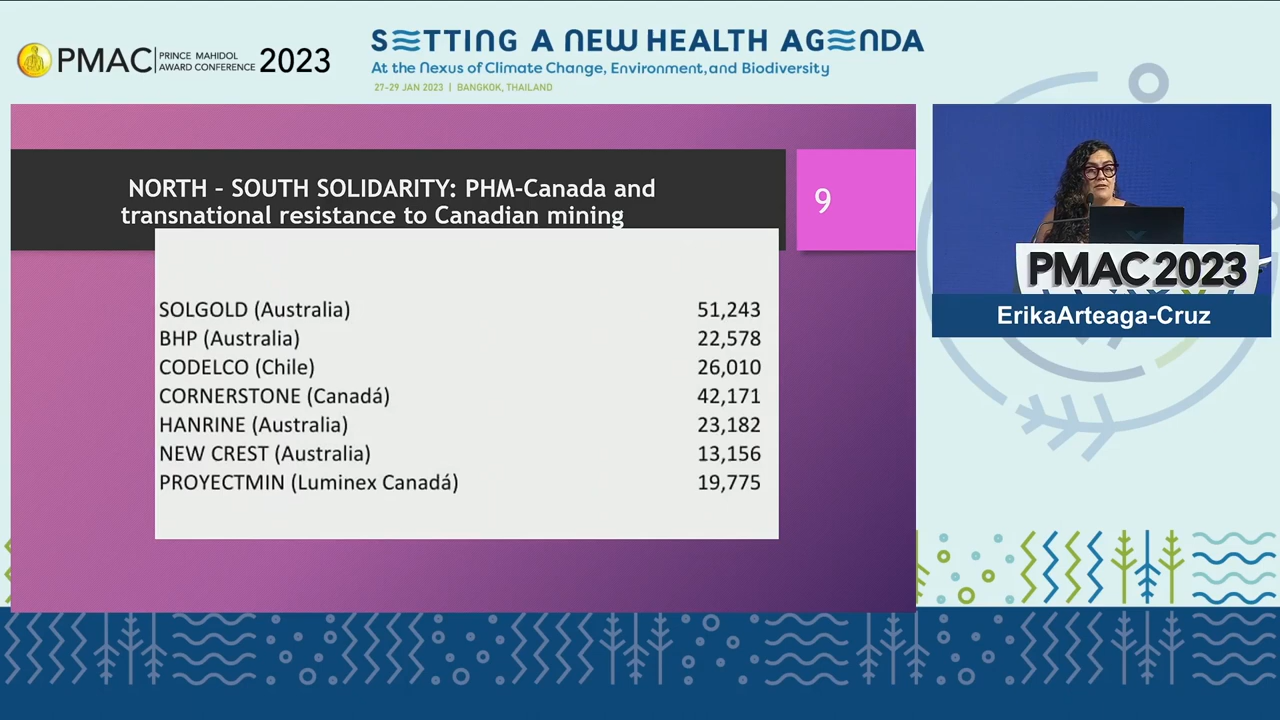 PMAC PRINCE MAHIDOL AWARD CONFERENCE 2023
SETTING A NEW HEALTH AGENDA
At the Nexus of Climate Change, Environment, and Biodiversity
27-29 JAN 2023 | BANGKOK, THAILAND
NORTH – SOUTH SOLIDARITY: PHM-Canada and
transnational resistance to Canadian mining
9
SOLGOLD (Australia) 51,243
BHP (Australia) 22,578
CODELCO (Chile) 26,010
CORNERSTONE (Canadá) 42,171
HANRINE (Australia) 23,182
NEW CREST (Australia) 13,156
PROYECTMIN (Luminex Canadá) 19,775
PMAC 2023
ErikaArteaga-Cruz